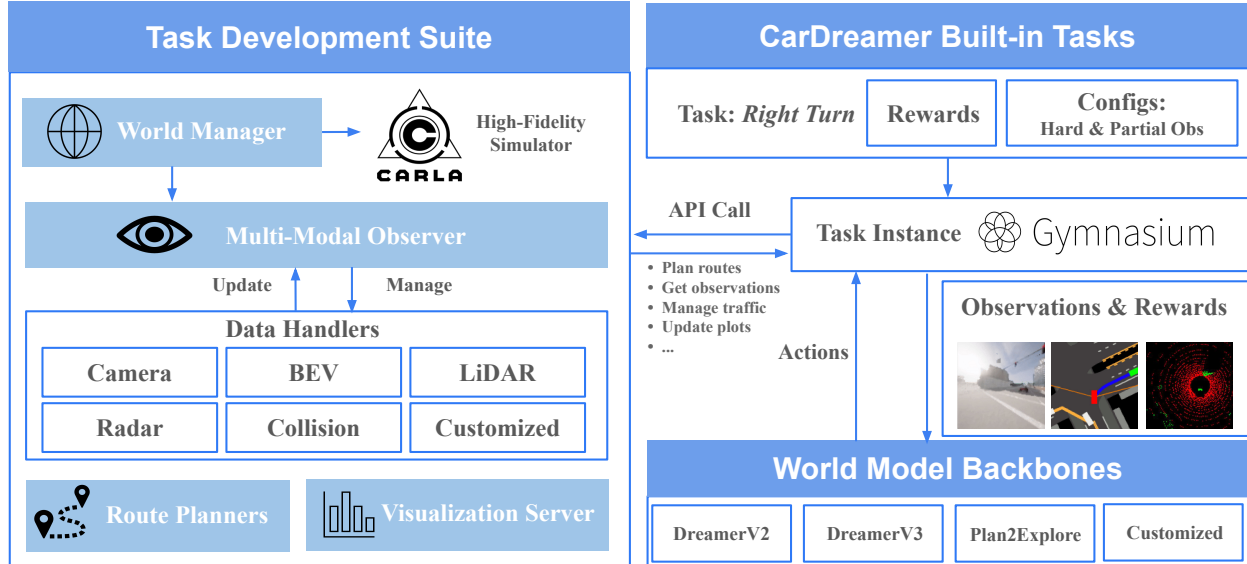 Task Development Suite
World Manager
CARLA
High-Fidelity
Simulator
Multi-Modal Observer
Update
Manage
Data Handlers
Camera
BEV
LiDAR
Radar
Collision
Customized
Route Planners
Visualization Server
CarDreamer Built-in Tasks
Task: Right Turn
Rewards
Configs:
Hard & Partial Obs
API Call
Task Instance
Gymnasium
• Plan routes
• Get observations
• Manage traffic
• Update plots
• ...
Actions
Observations & Rewards
World Model Backbones
DreamerV2
DreamerV3
Plan2Explore
Customized